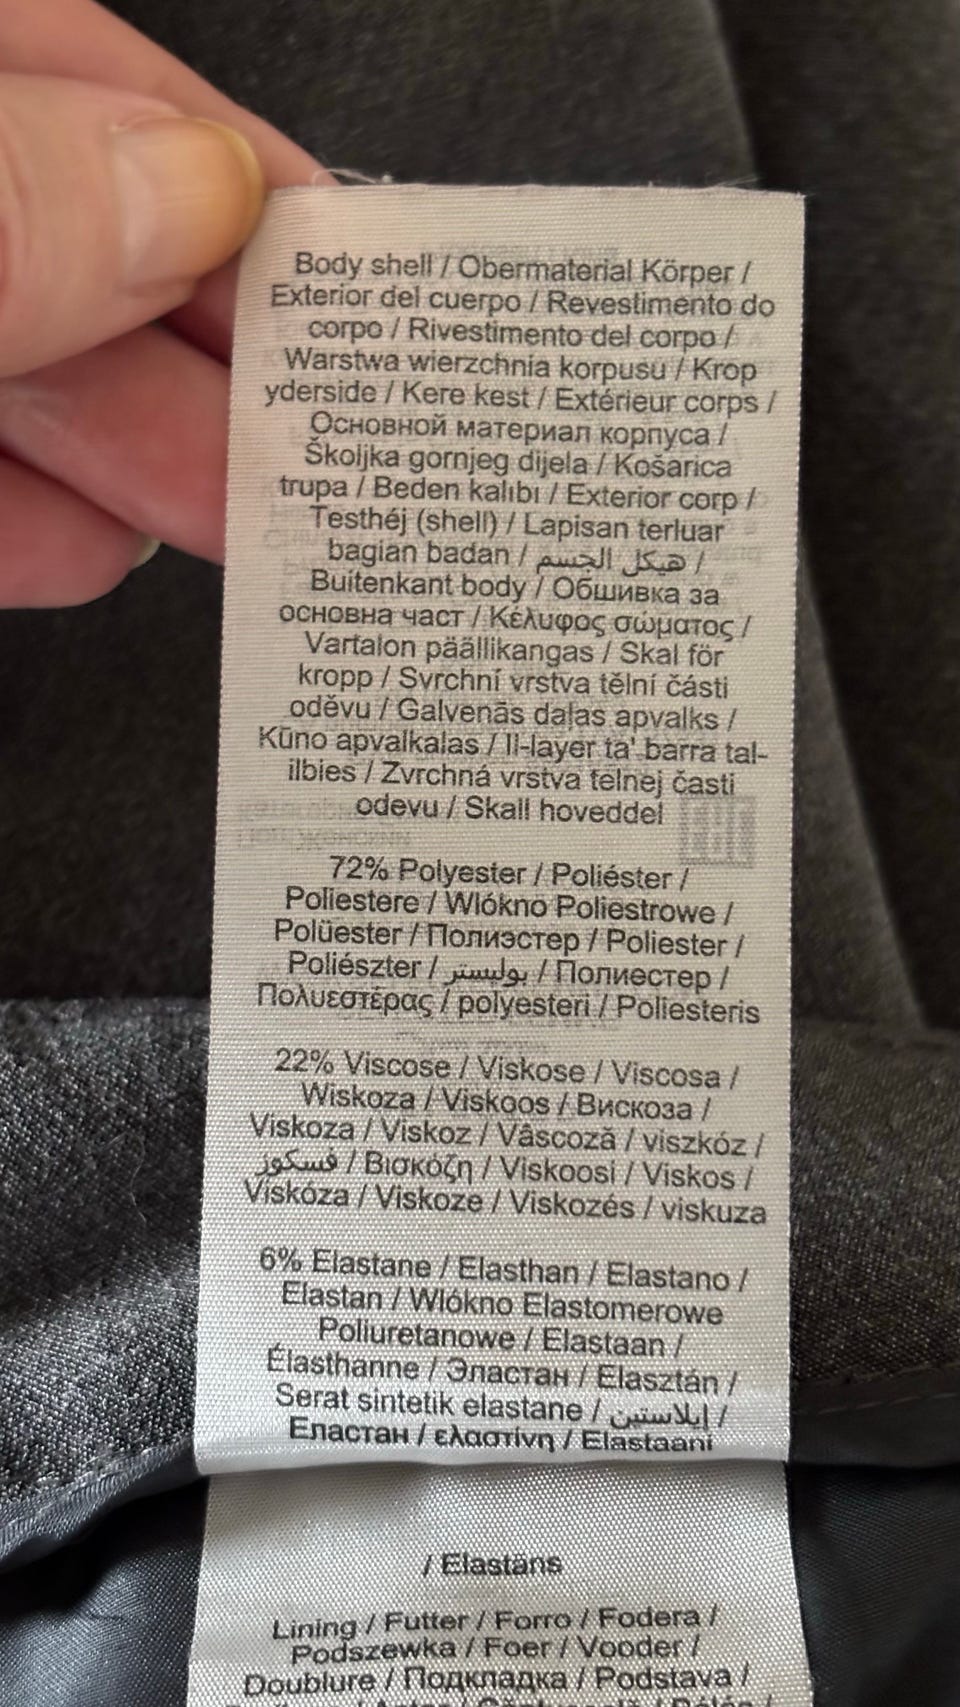 Body shell / Obermaterial Körper /
Exterior del cuerpo / Revestimento do
corpo / Rivestimento del corpo /
Warstwa wierzchnia korpusu / Krop
yderside / Kere kest / Extérieur corps /
Основной материал корпуса /
Školjka gornjeg dijela / Košarica
trupa / Beden kalıbı / Exterior corp /
Testhéj (shell) / Lapisan terluar
bagian badan / هيكل الجسم /
Buitenkant body / Обшивка за
основна част / Κέλυφος σώματος /
Vartalon päällikangas / Skal för
kropp / Svrchní vrstva tělní části
oděvu / Galvenās daļas apvalks /
Kūno apvalkalas / Il-layer ta' barra tal-
ilbies / Zvrchná vrstva telnej časti
odevu / Skall hoveddel
72% Polyester / Poliéster /
Poliestere / Wlókno Poliestrowe /
Polüester / Полиэстер / Poliester /
Poliészter / بوليستر / Полиестер /
Πολυεστέρας / polyesteri / Poliesteris
22% Viscose / Viskose / Viscosa /
Wiskoza / Viskoos / Вискоза /
Viskoza / Viskoz / Vâscoză / viszkóz /
فسكوز / Βισκόζη / Viskoosi / Viskos /
Viskóza / Viskoze / Viskozés / viskuza
6% Elastane / Elasthan / Elastano /
Elastan / Wlókno Elastomerowe
Poliuretanowe / Elastaan /
Élasthanne / Эластан / Elasztán /
Serat sintetik elastane / إيلاستين /
Еластан / ελαστίνη / Elastaani
/ Elastāns
Lining / Futter / Forro / Fodera /
Podszewka / Foer / Vooder /
Doublure / Подкладка / Podstava /